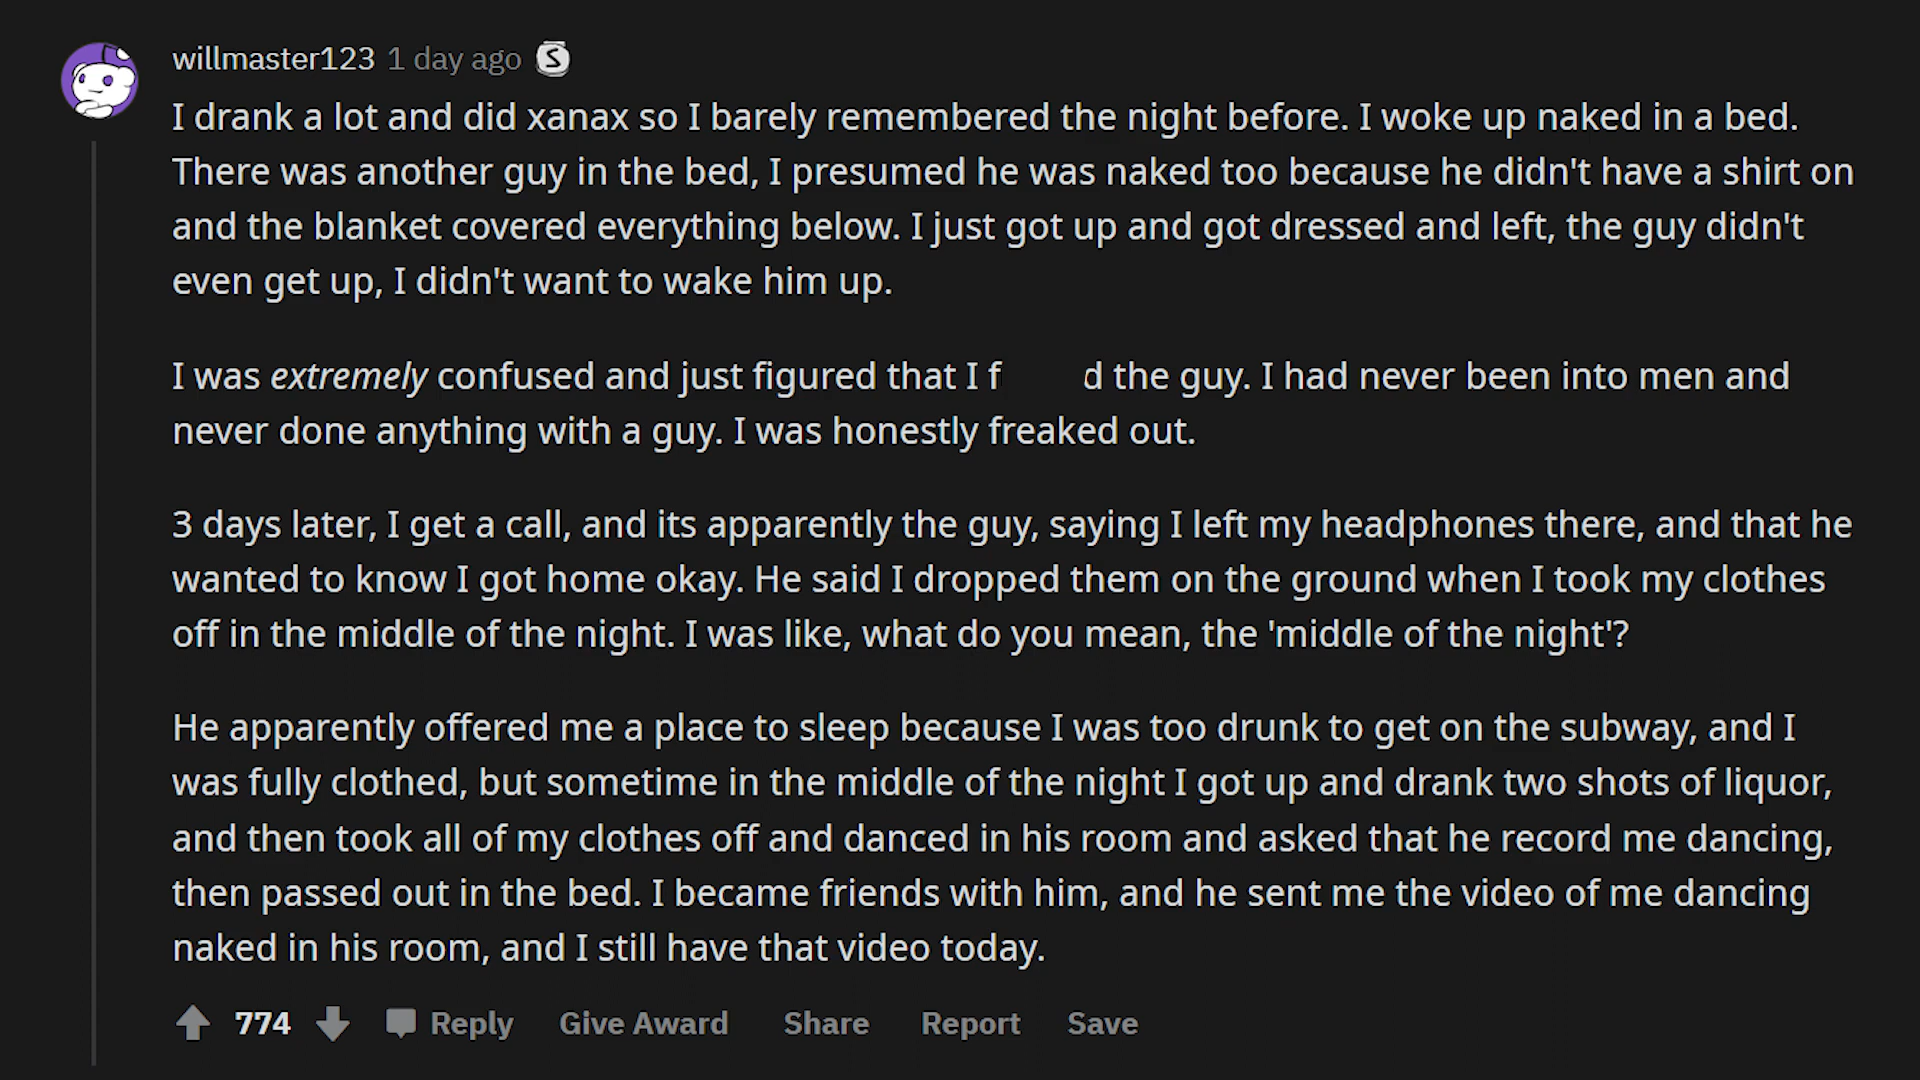 willmaster123 1 day ago S
I drank a lot and did xanax so I barely remembered the night before. I woke up naked in a bed.
There was another guy in the bed, I presumed he was naked too because he didn't have a shirt on
and the blanket covered everything below. I just got up and got dressed and left, the guy didn't
even get up, I didn't want to wake him up.
I was extremely confused and just figured that I f d the guy. I had never been into men and
never done anything with a guy. I was honestly freaked out.
3 days later, I get a call, and its apparently the guy, saying I left my headphones there, and that he
wanted to know I got home okay. He said I dropped them on the ground when I took my clothes
off in the middle of the night. I was like, what do you mean, the 'middle of the night'?
He apparently offered me a place to sleep because I was too drunk to get on the subway, and I
was fully clothed, but sometime in the middle of the night I got up and drank two shots of liquor,
and then took all of my clothes off and danced in his room and asked that he record me dancing,
then passed out in the bed. I became friends with him, and he sent me the video of me dancing
naked in his room, and I still have that video today.
774 Reply Give Award Share Report Save